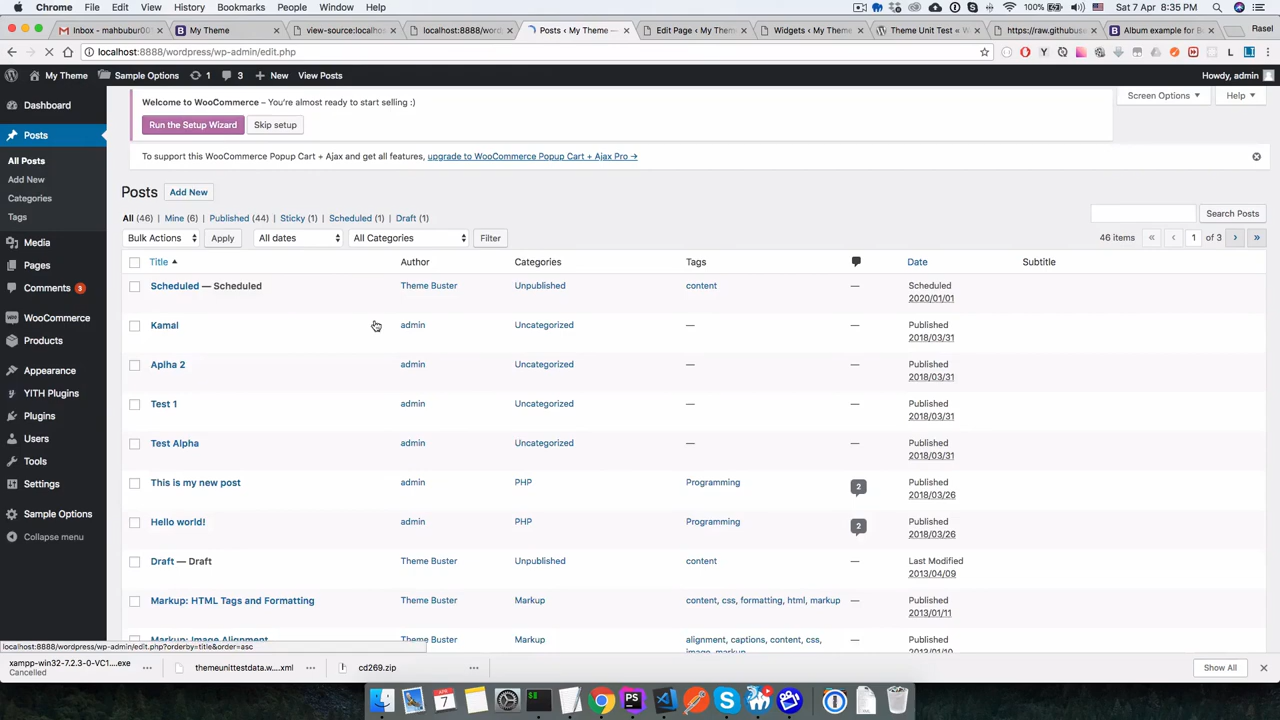 Chrome File Edit View History Bookmarks People Window Help 100% Sat 7 Apr 8:35 PM
Inbox - mahbubur00 My Theme view-source:localhos localhost:8888/word Posts ‹ My Theme — Edit Page ‹ My Theme Widgets ‹ My Theme Theme Unit Test « W https://raw.githubuse Album example for Bo Rasel
localhost:8888/wordpress/wp-admin/edit.php
My Theme Sample Options 1 3 New View Posts Howdy, admin
Dashboard
Posts
All Posts
Add New
Categories
Tags
Media
Pages
Comments 3
WooCommerce
Products
Appearance
YITH Plugins
Plugins
Users
Tools
Settings
Sample Options
Collapse menu
Welcome to WooCommerce – You're almost ready to start selling :)
Run the Setup Wizard Skip setup
Screen Options Help
To support this WooCommerce Popup Cart + Ajax and get all features, upgrade to WooCommerce Popup Cart + Ajax Pro →
Posts Add New
All (46) | Mine (6) | Published (44) | Sticky (1) | Scheduled (1) | Draft (1)
Search Posts
Bulk Actions Apply All dates All Categories Filter 46 items « ‹ 1 of 3 › »
Title Author Categories Tags Date Subtitle
Scheduled — Scheduled Theme Buster Unpublished content — Scheduled
2020/01/01
Kamal admin Uncategorized — — Published
2018/03/31
Aplha 2 admin Uncategorized — — Published
2018/03/31
Test 1 admin Uncategorized — — Published
2018/03/31
Test Alpha admin Uncategorized — — Published
2018/03/31
This is my new post admin PHP Programming 2 Published
2018/03/26
Hello world! admin PHP Programming 2 Published
2018/03/26
Draft — Draft Theme Buster Unpublished content — Last Modified
2013/04/09
Markup: HTML Tags and Formatting Theme Buster Markup content, css, formatting, html, markup — Published
2013/01/11
Markup: Image Alignment Theme Buster Markup alignment, captions, content, css, — Published
image, markup 2013/01/10
localhost:8888/wordpress/wp-admin/edit.php?orderby=title&order=asc
xampp-win32-7.2.3-0-VC1....exe
Cancelled
themeunittestdata.w....xml
cd269.zip
Show All